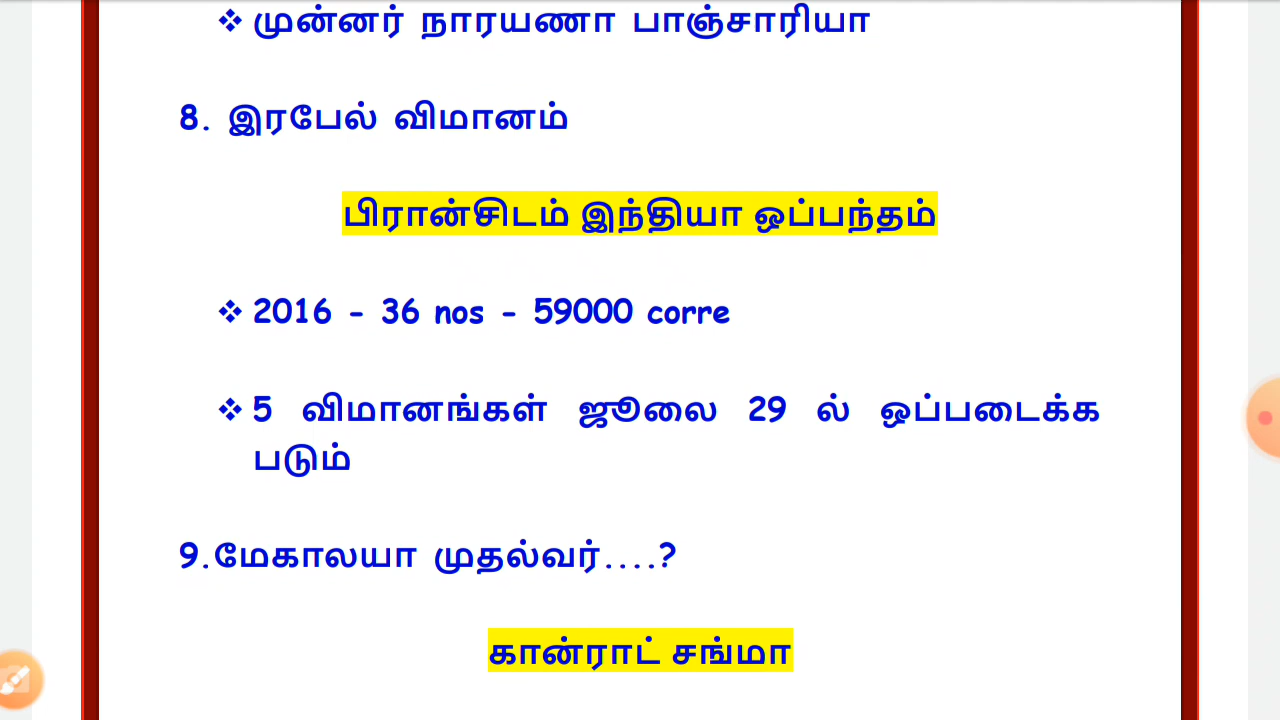 ❖ முன்னர் நாரயணா பாஞ்சாரியா
8. இரபேல் விமானம்
பிரான்சிடம் இந்தியா ஒப்பந்தம்
❖ 2016 - 36 nos - 59000 corre
❖ 5 விமானங்கள் ஜூலை 29 ல் ஒப்படைக்க
படும்
9.மேகாலயா முதல்வர்....?
கான்ராட் சங்மா